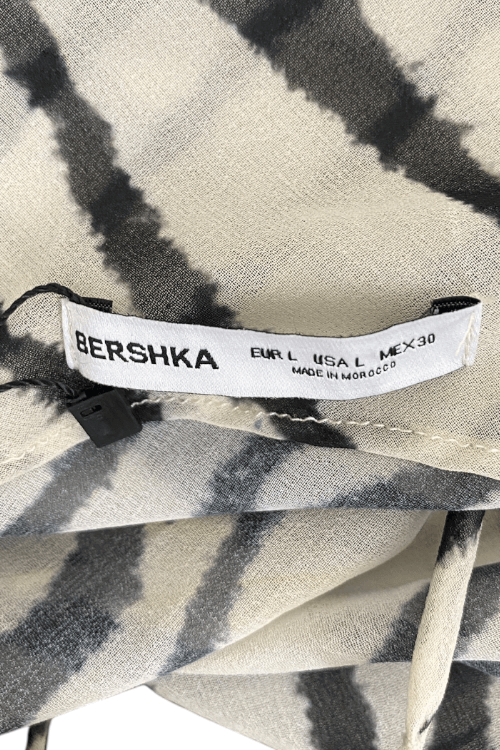 BERSHKA
EUR L USA L MEX 30
MADE IN MOROCCO